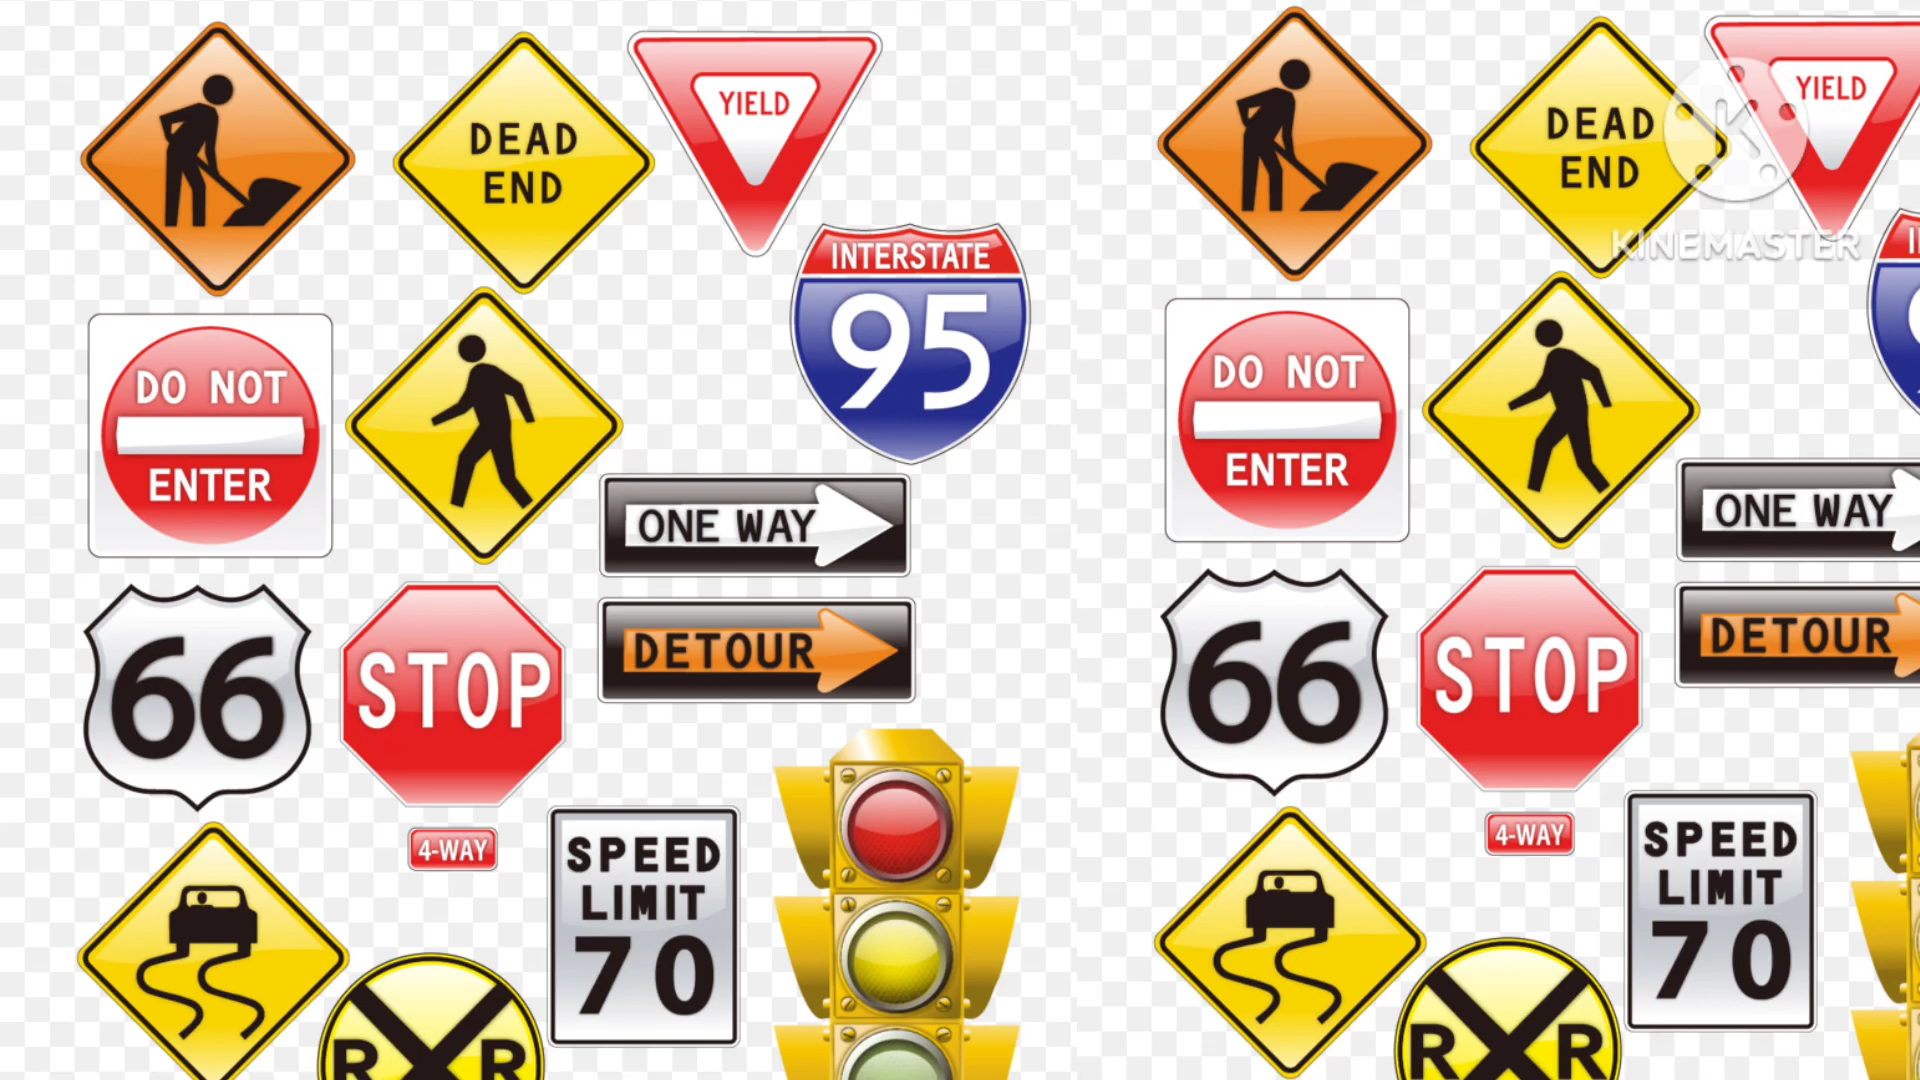 DEAD
END
YIELD
INTERSTATE
95
DO NOT
ENTER
ONE WAY
66
STOP
DETOUR
4-WAY
SPEED
LIMIT
70
R R
DEAD
END
YIELD
KINEMASTER
DO NOT
ENTER
ONE WAY
66
STOP
DETOUR
4-WAY
SPEED
LIMIT
70
R R